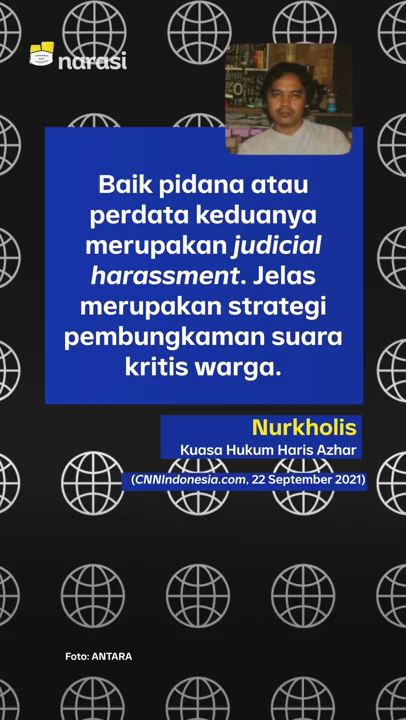 narasi
Baik pidana atau
perdata keduanya
merupakan judicial
harassment. Jelas
merupakan strategi
pembungkaman suara
kritis warga.
Nurkholis
Kuasa Hukum Haris Azhar
(CNNIndonesia.com, 22 September 2021)
Foto: ANTARA